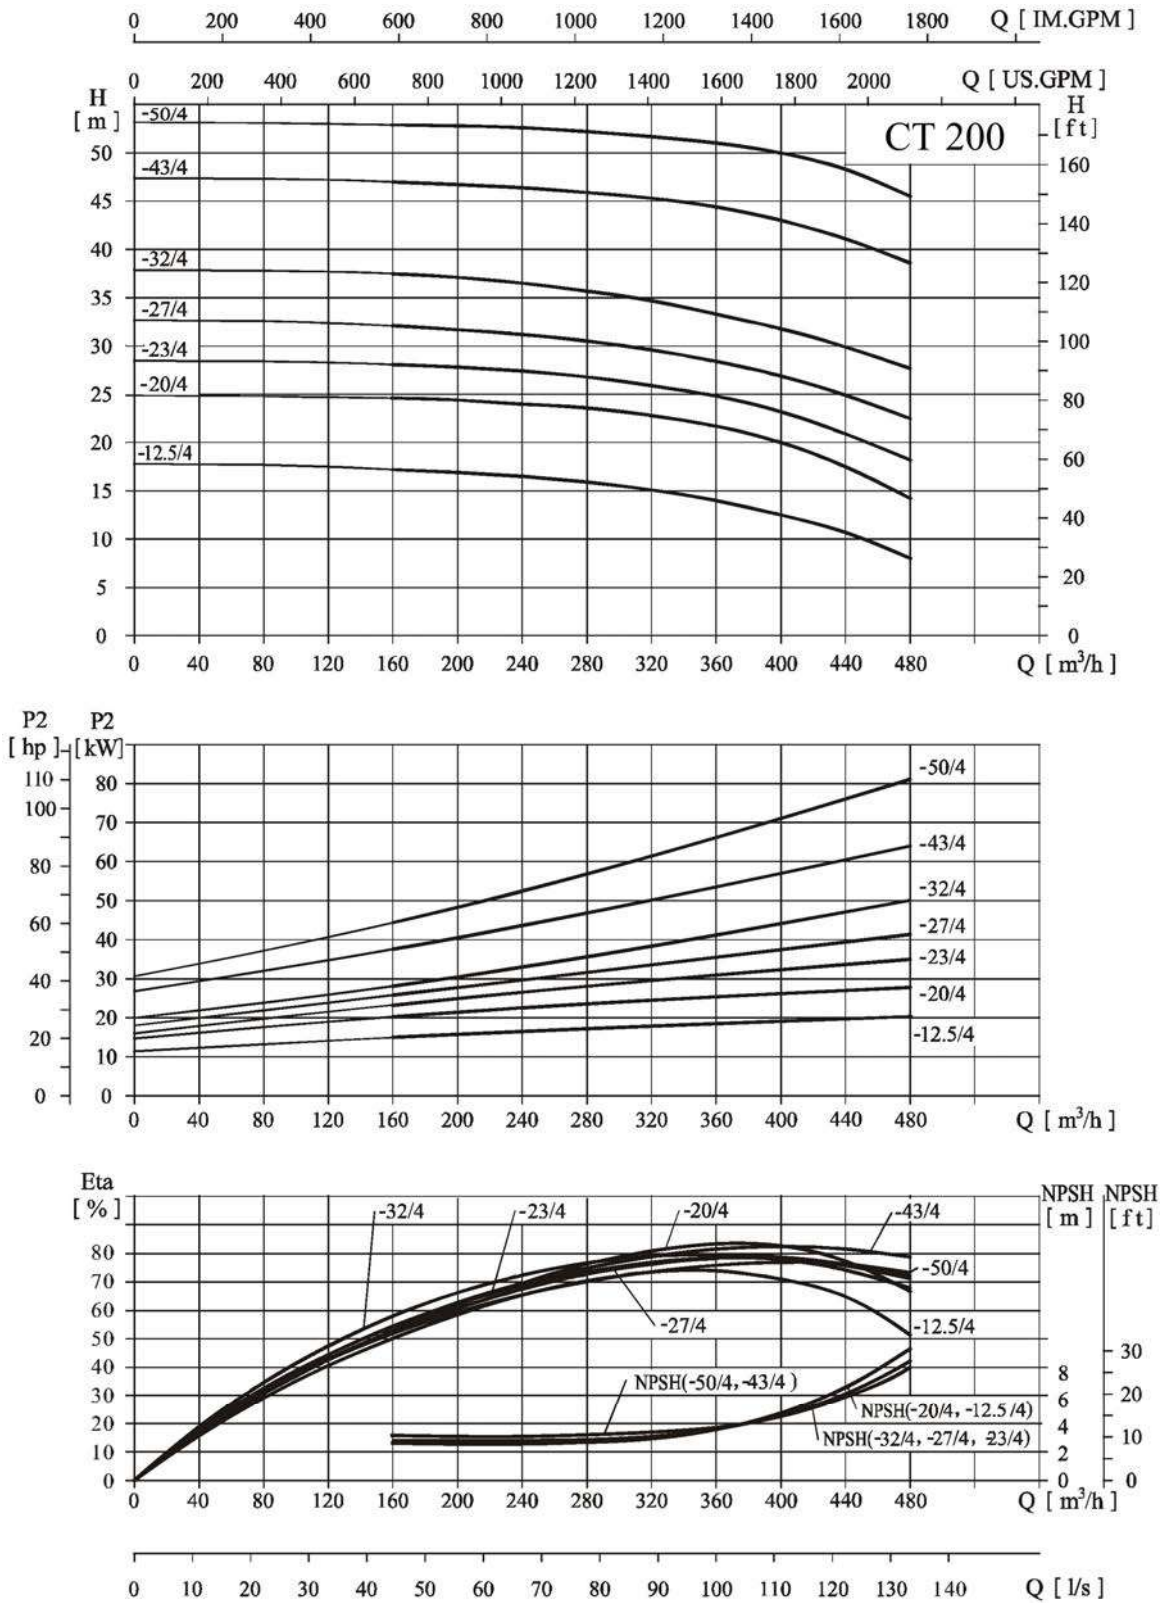 0 200 400 600 800 1000 1200 1400 1600 1800 Q [ IM.GPM ]
0 200 400 600 800 1000 1200 1400 1600 1800 2000 Q [ US.GPM ]
H
[ m ]
H
[ft]
CT 200
-50/4
50
160
-43/4
45
140
40
-32/4
120
35
-27/4
100
30
-23/4
-20/4
25
80
20
-12.5/4
60
15
40
10
20
5
0
0
0 40 80 120 160 200 240 280 320 360 400 440 480 Q [ m³/h ]
P2
[ hp ]
P2
[kW]
110
100
80
60
40
20
0
80
70
60
50
40
30
20
10
0
-50/4
-43/4
-32/4
-27/4
-23/4
-20/4
-12.5/4
0 40 80 120 160 200 240 280 320 360 400 440 480 Q [ m³/h ]
Eta
[ % ]
NPSH
[ m ]
NPSH
[ft]
-32/4 -23/4 -20/4 -43/4
80
70
60
50
40
30
20
10
0
-50/4
-27/4
-12.5/4
NPSH(-50/4, -43/4 )
NPSH(-20/4, -12.5/4)
NPSH(-32/4, -27/4, -23/4)
8
6
4
2
0
30
20
10
0
0 40 80 120 160 200 240 280 320 360 400 440 480 Q [ m³/h ]
0 10 20 30 40 50 60 70 80 90 100 110 120 130 140 Q [ l/s ]